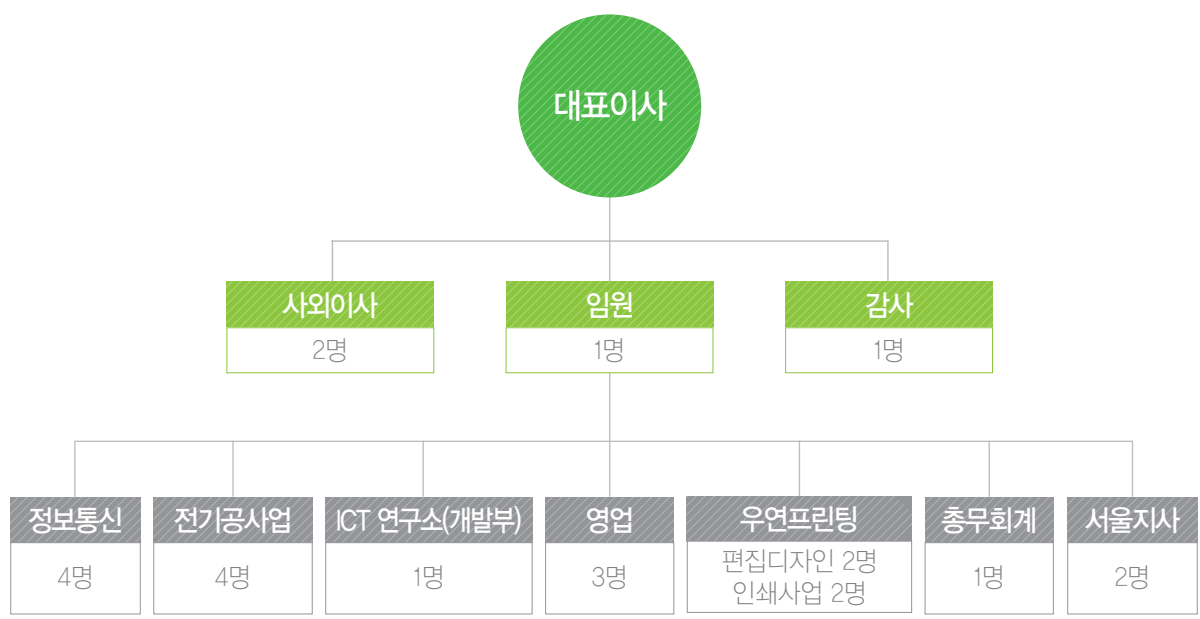 대표이사
사외이사
임원
감사
2명
1명
1명
정보통신
전기공사업
ICT 연구소(개발부)
영업
우연프린팅
총무회계
서울지사
4명
4명
1명
3명
편집디자인 2명
인쇄사업 2명
1명
2명